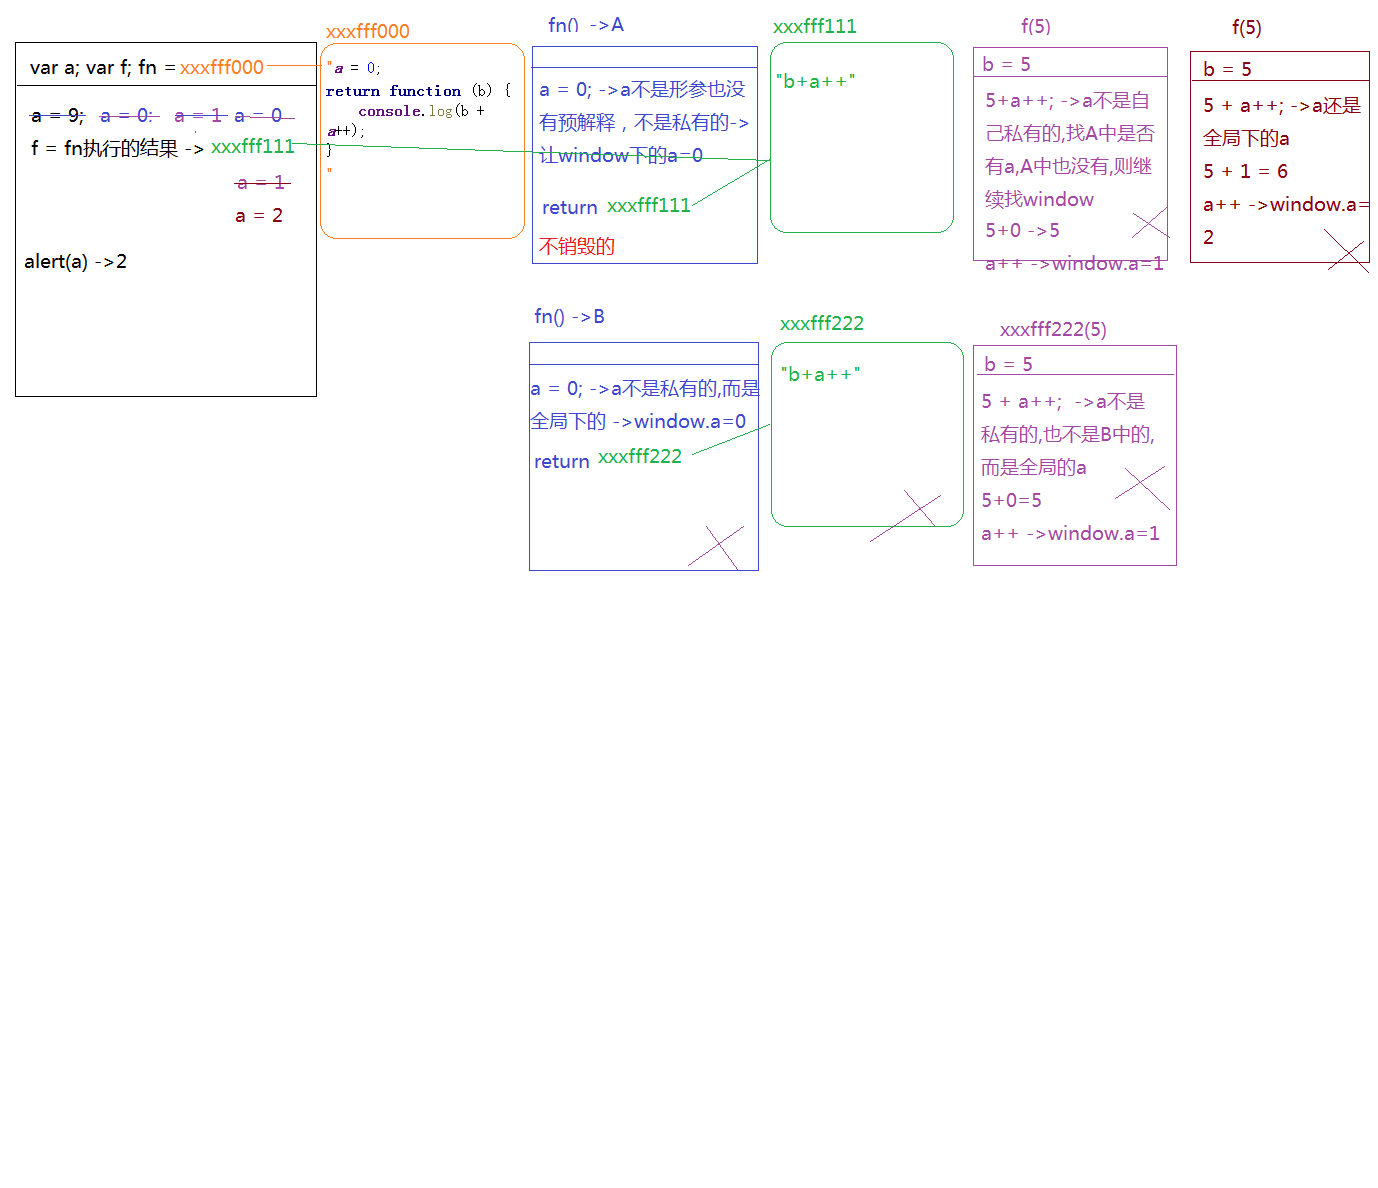 var a; var f; fn = xxxfff000
a = 9; a = 0; a = 1 a = 0
f = fn执行的结果 -> xxxfff111
a = 1
a = 2
alert(a) ->2
xxxfff000
"a = 0;
return function (b) {
console.log(b +
a++);
}
"
fn() ->A
a = 0; ->a不是形参也没
有预解释，不是私有的->
让window下的a=0
return xxxfff111
不销毁的
xxxfff111
"b+a++"
f(5)
b = 5
5+a++; ->a不是自
己私有的,找A中是否
有a,A中也没有,则继
续找window
5+0 ->5
a++ ->window.a=1
f(5)
b = 5
5 + a++; ->a还是
全局下的a
5 + 1 = 6
a++ ->window.a=
2
fn() ->B
a = 0; ->a不是私有的,而是
全局下的 ->window.a=0
return xxxfff222
xxxfff222
"b+a++"
xxxfff222(5)
b = 5
5 + a++; ->a不是
私有的,也不是B中的,
而是全局的a
5+0=5
a++ ->window.a=1